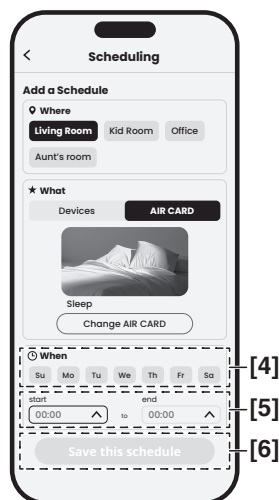 Scheduling
Add a Schedule
Where
Living Room Kid Room Office
Aunt's room
What
Devices AIR CARD
Sleep
Change AIR CARD
When
[4]
Su Mo Tu We Th Fr Sa
start end
00:00 to 00:00
[5]
Save this schedule
[6]